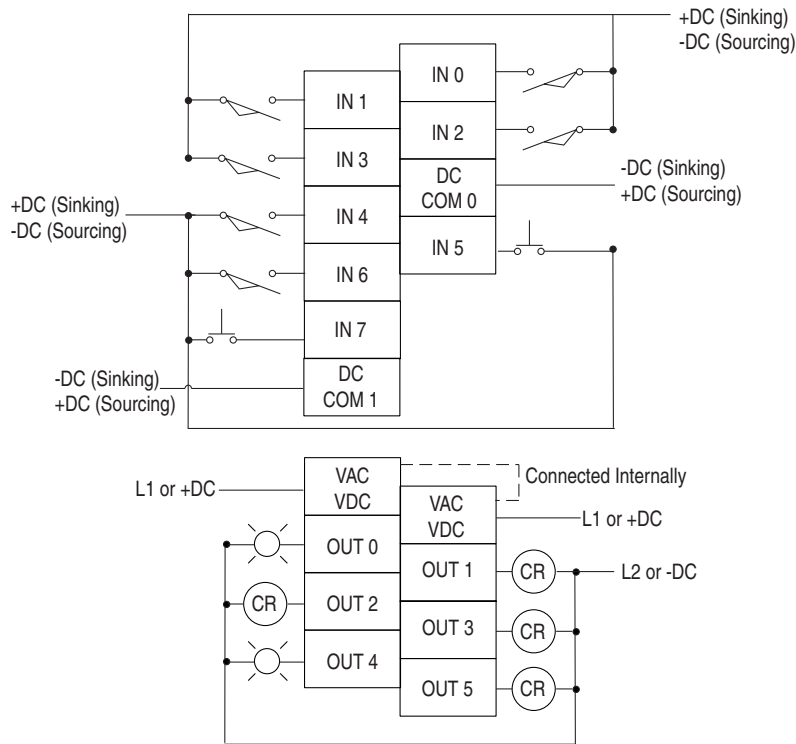 +DC (Sinking)
-DC (Sourcing)
IN 0
IN 1
IN 2
IN 3
DC
COM 0
-DC (Sinking)
+DC (Sourcing)
+DC (Sinking)
-DC (Sourcing)
IN 4
IN 5
IN 6
IN 7
DC
COM 1
-DC (Sinking)
+DC (Sourcing)
VAC
VDC
Connected Internally
L1 or +DC
VAC
VDC
L1 or +DC
OUT 0
OUT 1
CR
L2 or -DC
CR
OUT 2
OUT 3
CR
OUT 4
OUT 5
CR